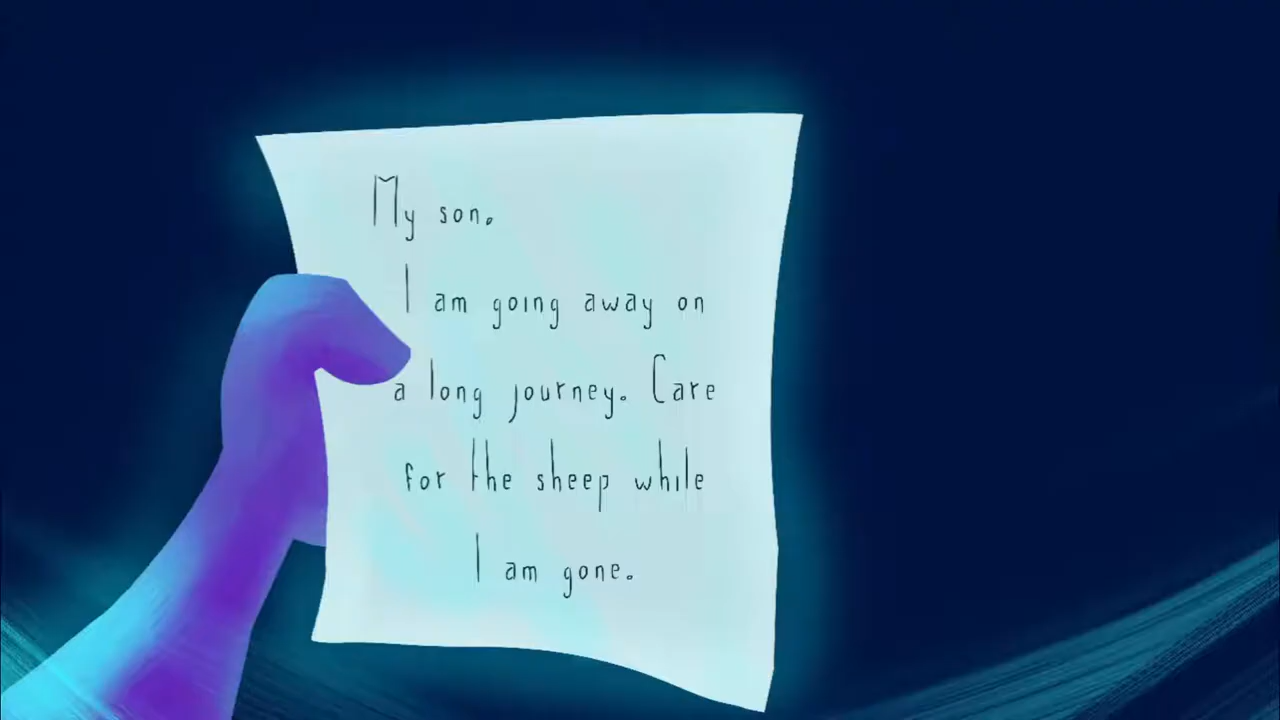 My son.
I am going away on
a long journey. Care
for the sheep while
I am gone.